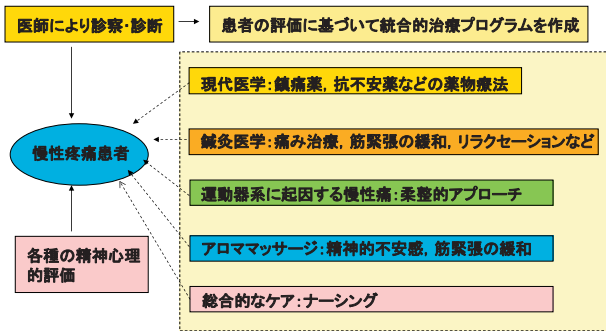 医師により診察・診断
患者の評価に基づいて統合的治療プログラムを作成
現代医学：鎮痛薬，抗不安薬などの薬物療法
慢性疼痛患者
鍼灸医学：痛み治療，筋緊張の緩和，リラクセーションなど
運動器系に起因する慢性痛：柔整的アプローチ
アロママッサージ：精神的不安感，筋緊張の緩和
各種の精神心理
的評価
総合的なケア：ナーシング